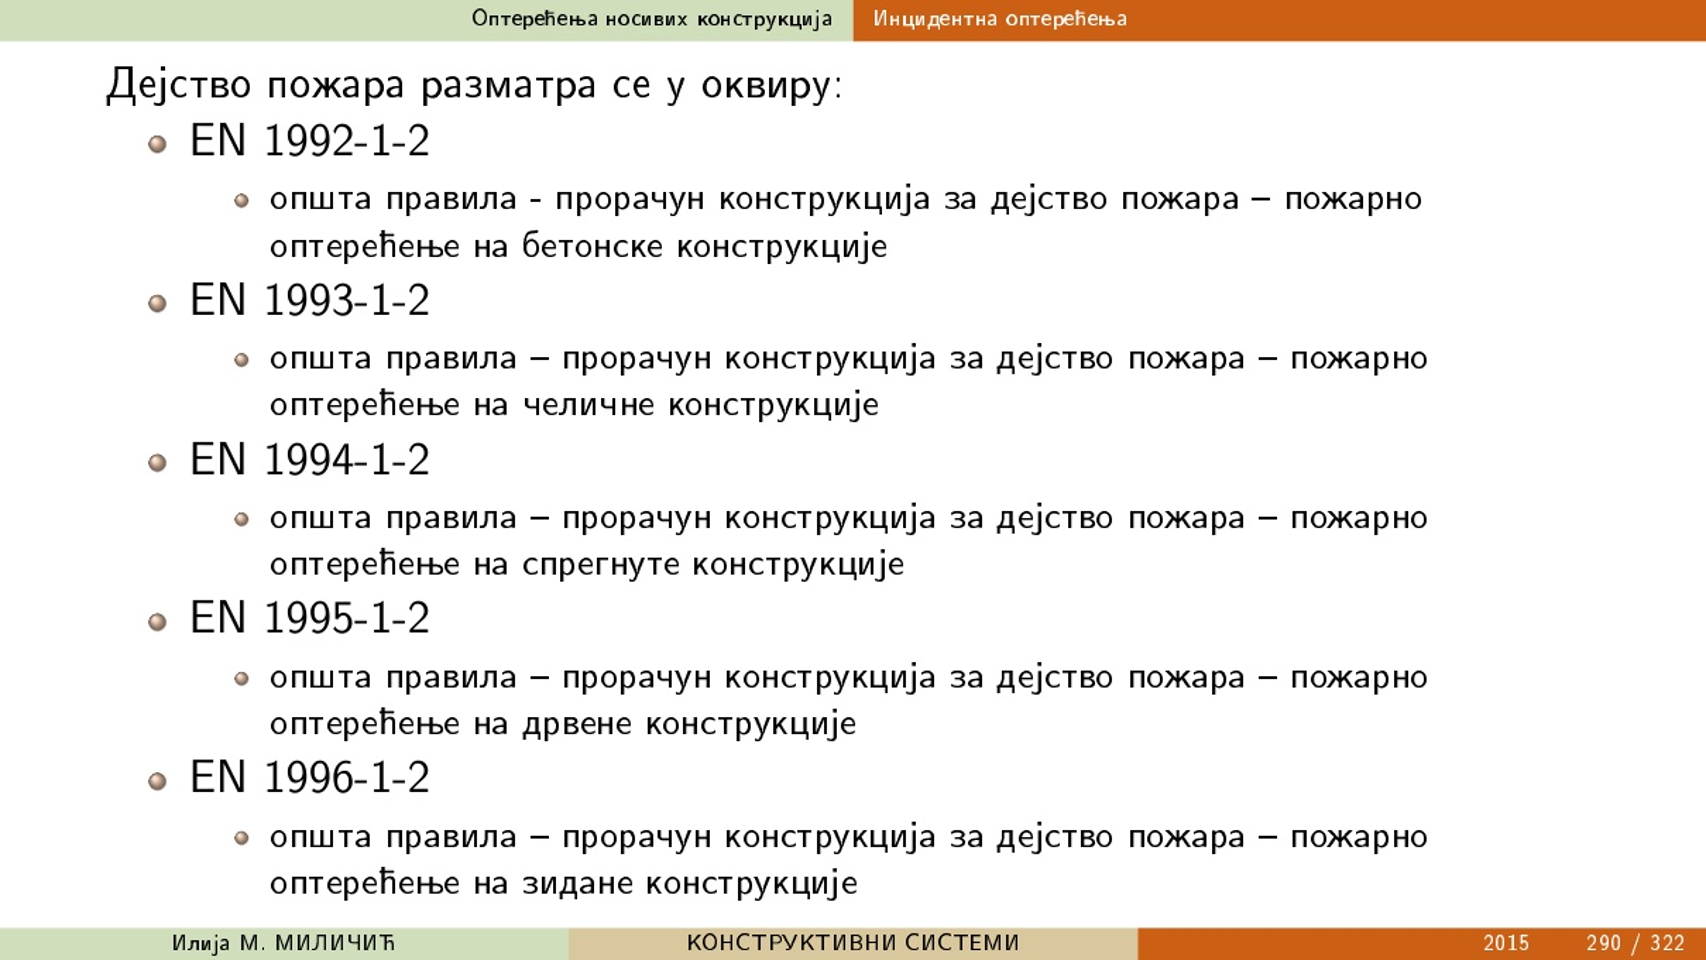 Оптерећења носивих конструкција Инцидентна оптерећења
Дејство пожара разматра се у оквиру:
EN 1992-1-2
општа правила - прорачун конструкција за дејство пожара – пожарно
оптерећење на бетонске конструкције
EN 1993-1-2
општа правила – прорачун конструкција за дејство пожара – пожарно
оптерећење на челичне конструкције
EN 1994-1-2
општа правила – прорачун конструкција за дејство пожара – пожарно
оптерећење на спрегнуте конструкције
EN 1995-1-2
општа правила – прорачун конструкција за дејство пожара – пожарно
оптерећење на дрвене конструкције
EN 1996-1-2
општа правила – прорачун конструкција за дејство пожара – пожарно
оптерећење на зидане конструкције
Илија М. МИЛИЧИЋ КОНСТРУКТИВНИ СИСТЕМИ 2015 290 / 322